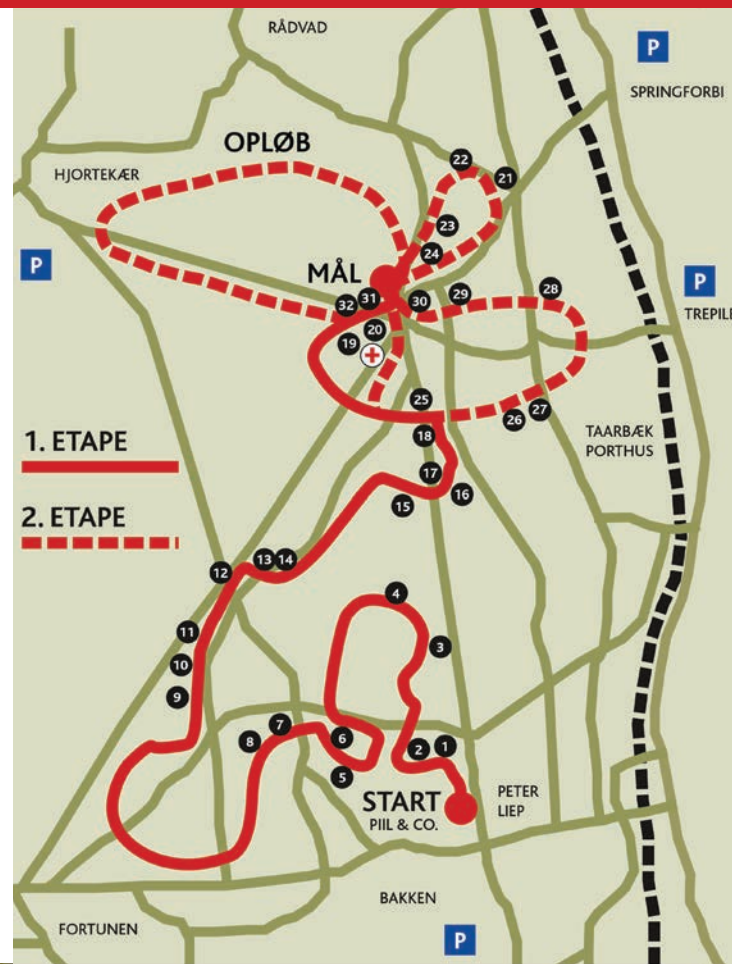 RÅDVAD
P
SPRINGFORBI
OPLØB
HJORTEKÆR
22
21
23
24
P
MÅL
P
TREPILE
32
31
30
29
28
19
20
25
26
27
18
1. ETAPE
TAARBÆK
PORTHUS
17
16
15
2. ETAPE
12
13
14
4
11
3
10
9
7
8
6
2
1
5
START
PIIL & CO.
PETER
LIEP
BAKKEN
FORTUNEN
P